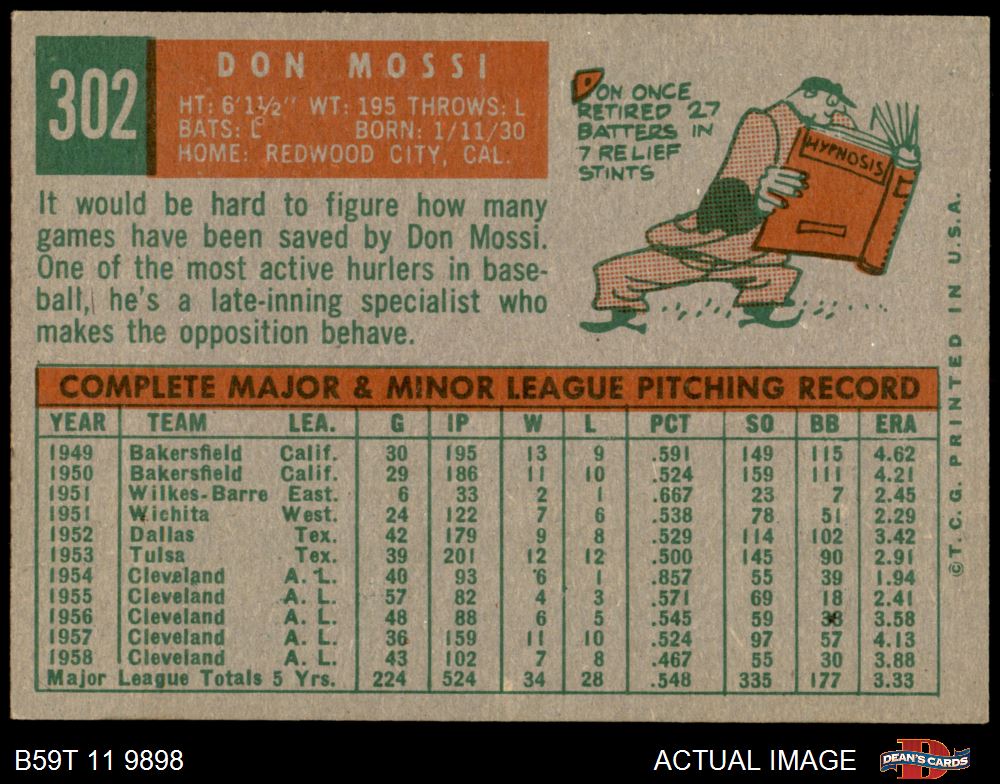 302
DON MOSSI
HT: 6'1½" WT: 195 THROWS: L
BATS: L BORN: 1/11/30
HOME: REDWOOD CITY, CAL.
DON ONCE
RETIRED 27
BATTERS IN
7 RELIEF
STINTS
HYPNOSIS
It would be hard to figure how many
games have been saved by Don Mossi.
One of the most active hurlers in base-
ball, he's a late-inning specialist who
makes the opposition behave.
COMPLETE MAJOR & MINOR LEAGUE PITCHING RECORD
YEAR TEAM LEA. G IP W L PCT SO BB ERA
1949 Bakersfield Calif. 30 195 13 9 .591 149 115 4.62
1950 Bakersfield Calif. 29 186 11 10 .524 159 111 4.21
1951 Wilkes-Barre East. 6 33 2 1 .667 23 7 2.45
1951 Wichita West. 24 122 7 6 .538 78 51 2.29
1952 Dallas Tex. 42 179 9 8 .529 114 102 3.42
1953 Tulsa Tex. 39 201 12 12 .500 145 90 2.91
1954 Cleveland A. L. 40 93 6 1 .857 55 39 1.94
1955 Cleveland A. L. 57 82 4 3 .571 69 18 2.41
1956 Cleveland A. L. 48 88 6 5 .545 59 33 3.58
1957 Cleveland A. L. 36 159 11 10 .524 97 57 4.13
1958 Cleveland A. L. 43 102 7 8 .467 55 30 3.88
Major League Totals 5 Yrs. 224 524 34 28 .548 335 177 3.33
© T. C. G. PRINTED IN U. S. A.
B59T 11 9898
ACTUAL IMAGE
DEAN'S CARDS